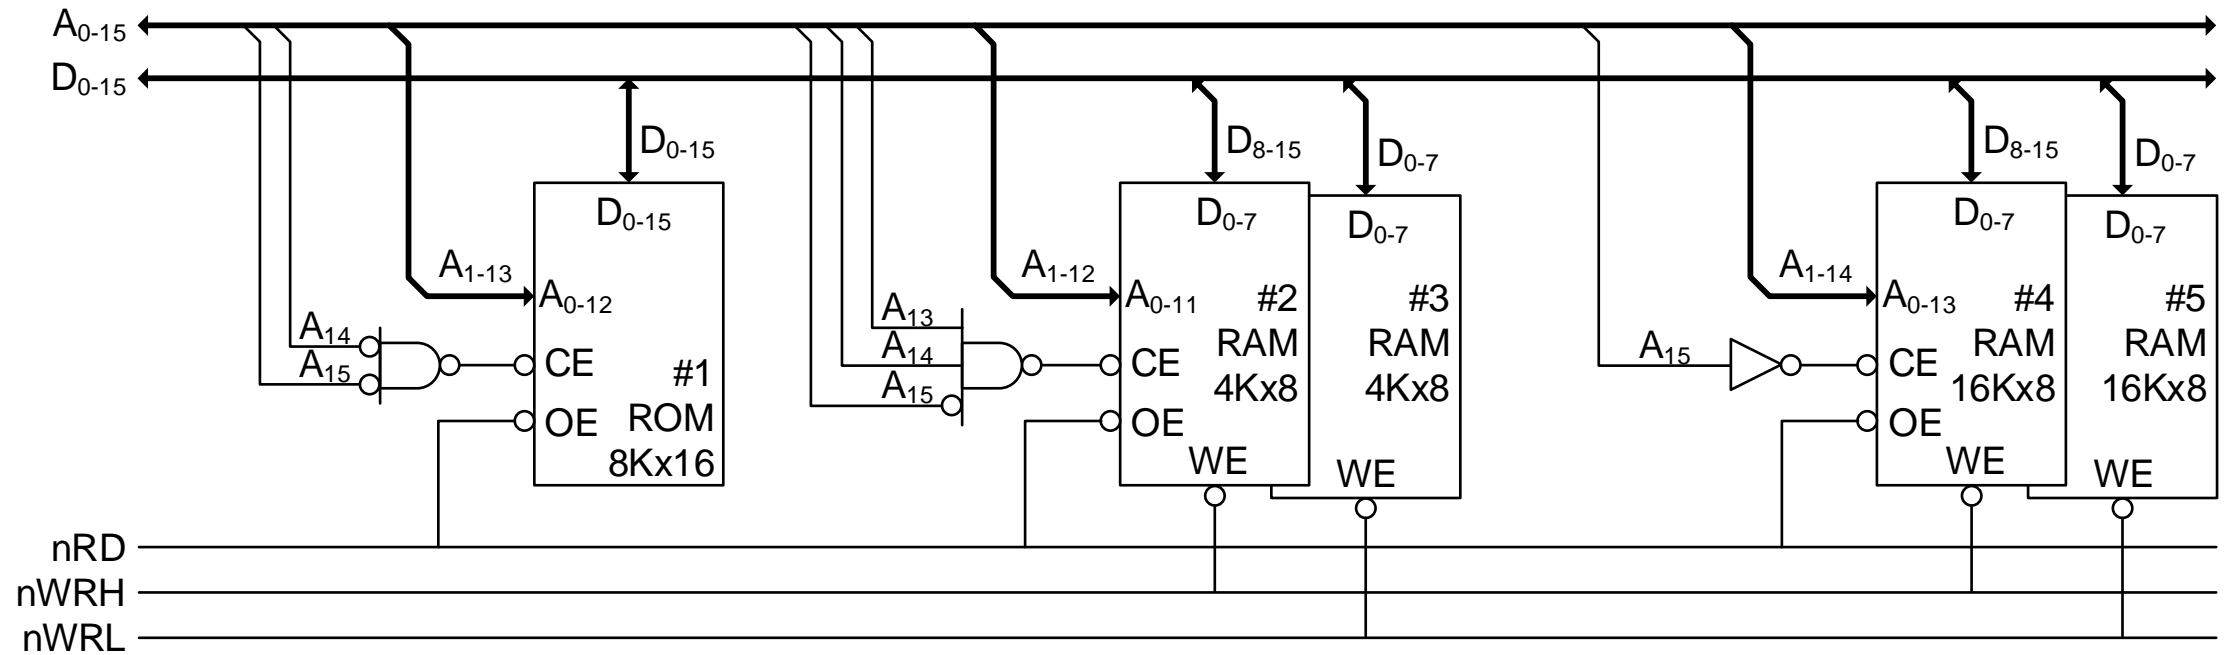 A0-15
D0-15
D0-15
D8-15
D0-7
D8-15
D0-7
D0-15
D0-7
D0-7
D0-7
D0-7
A1-13
A1-12
A1-14
A0-12
A0-11
#2
#3
A0-13
#4
#5
A14
A13
RAM
RAM
RAM
RAM
A15
A14
A15
CE
CE
A15
CE
#1
4Kx8
4Kx8
16Kx8
16Kx8
OE
ROM
OE
OE
8Kx16
WE
WE
WE
WE
nRD
nWRH
nWRL